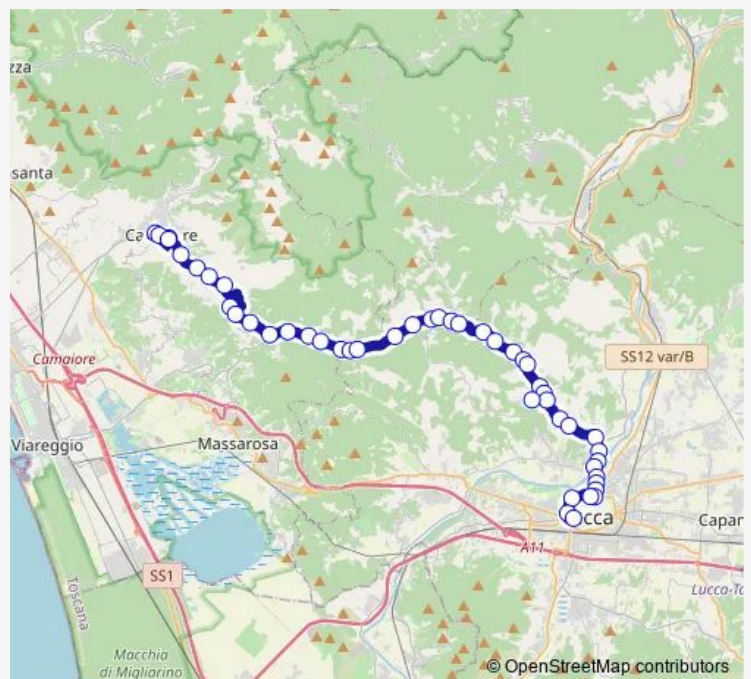 zza
santa
Ca re
SS12 var/B
Camaiore
Viareggio
Massarosa
cca
Capar
A11
SS1
Lucca-Ta
Toscana
Macchia
di Migliarino
© OpenStreetMap contributors